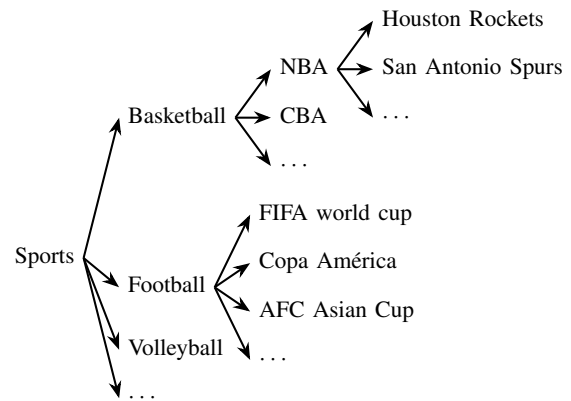 Houston Rockets
NBA San Antonio Spurs
Basketball CBA ...
...
FIFA world cup
Sports Copa América
Football AFC Asian Cup
Volleyball ...
...